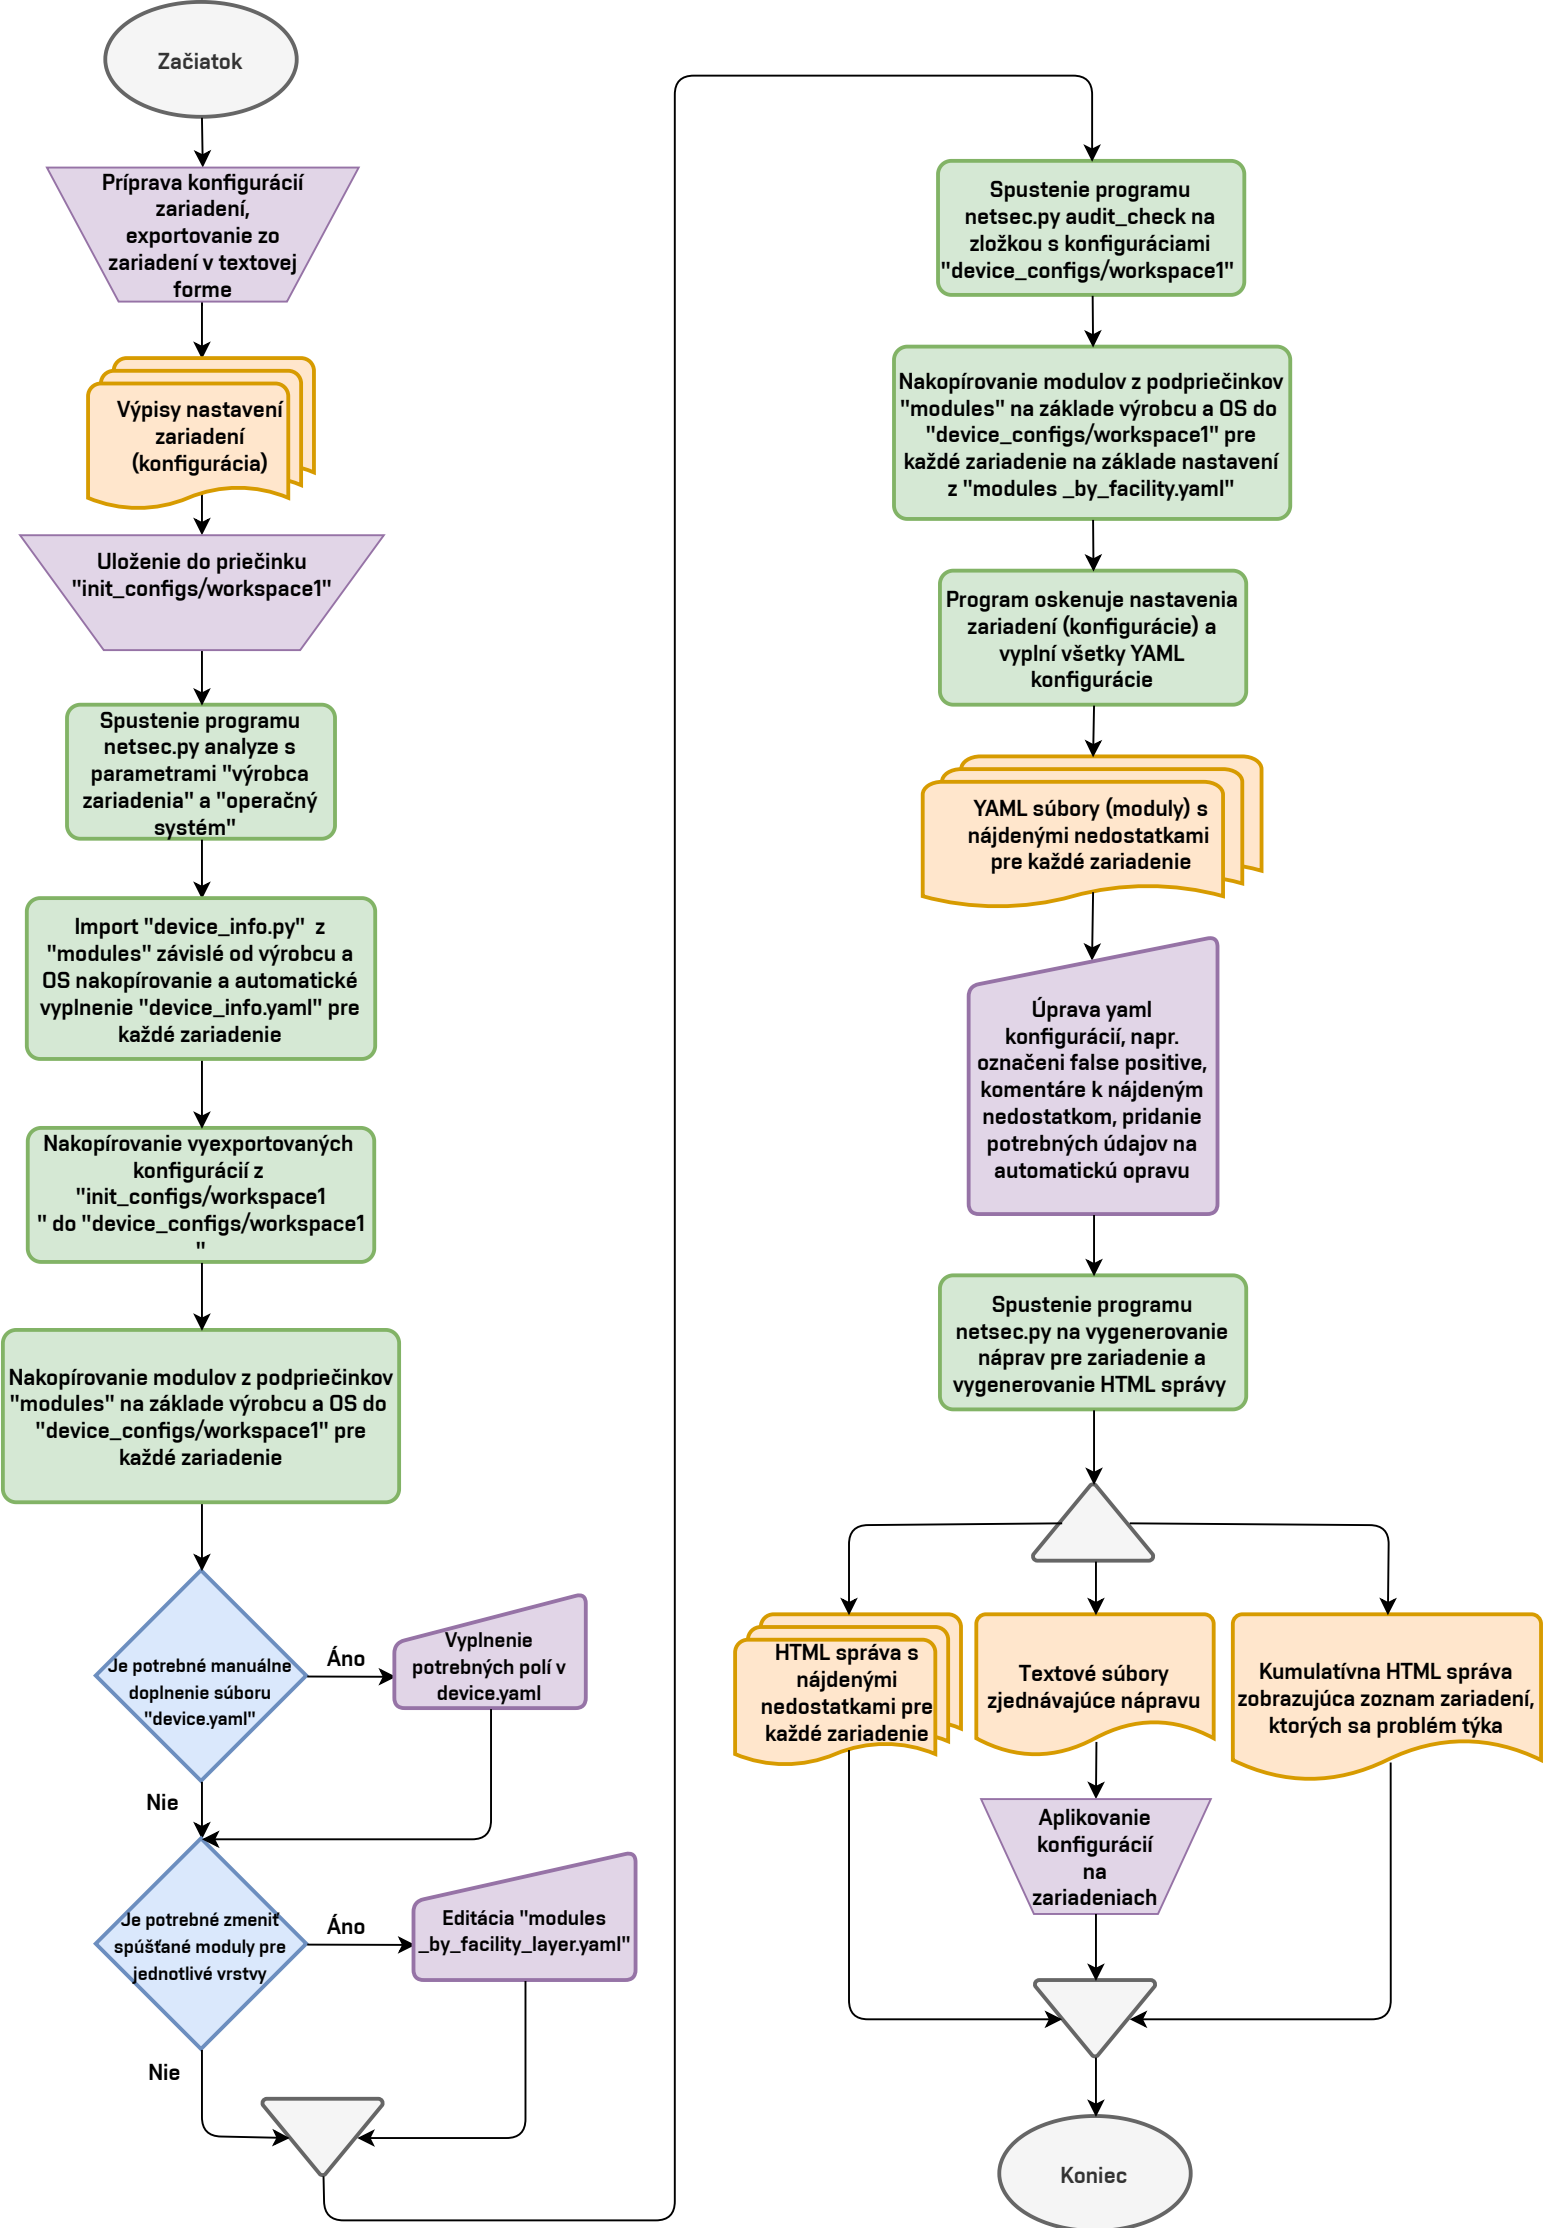 Začiatok
Príprava konfigurácií
zariadení,
exportovanie zo
zariadení v textovej
forme
Výpisy nastavení
zariadení
(konfigurácia)
Uloženie do priečinku
"init_configs/workspace1"
Spustenie programu
netsec.py analyze s
parametrami "výrobca
zariadenia" a "operačný
systém"
Import "device_info.py" z
"modules" závislé od výrobcu a
OS nakopírovanie a automatické
vyplnenie "device_info.yaml" pre
každé zariadenie
Nakopírovanie vyexportovaných
konfigurácií z
"init_configs/workspace1
" do "device_configs/workspace1
"
Nakopírovanie modulov z podpriečinkov
"modules" na základe výrobcu a OS do
"device_configs/workspace1" pre
každé zariadenie
Je potrebné manuálne
doplnenie súboru
"device.yaml"
Áno
Vyplnenie
potrebných polí v
device.yaml
Nie
Je potrebné zmeniť
spúšťané moduly pre
jednotlivé vrstvy
Áno
Editácia "modules
_by_facility_layer.yaml"
Nie
Spustenie programu
netsec.py audit_check na
zložkou s konfiguráciami
"device_configs/workspace1"
Nakopírovanie modulov z podpriečinkov
"modules" na základe výrobcu a OS do
"device_configs/workspace1" pre
každé zariadenie na základe nastavení
z "modules _by_facility.yaml"
Program oskenuje nastavenia
zariadení (konfigurácie) a
vyplní všetky YAML
konfigurácie
YAML súbory (moduly) s
nájdenými nedostatkami
pre každé zariadenie
Úprava yaml
konfigurácií, napr.
označeni false positive,
komentáre k nájdeným
nedostatkom, pridanie
potrebných údajov na
automatickú opravu
Spustenie programu
netsec.py na vygenerovanie
náprav pre zariadenie a
vygenerovanie HTML správy
HTML správa s
nájdenými
nedostatkami pre
každé zariadenie
Textové súbory
zjednávajúce nápravu
Kumulatívna HTML správa
zobrazujúca zoznam zariadení,
ktorých sa problém týka
Aplikovanie
konfigurácií
na
zariadeniach
Koniec